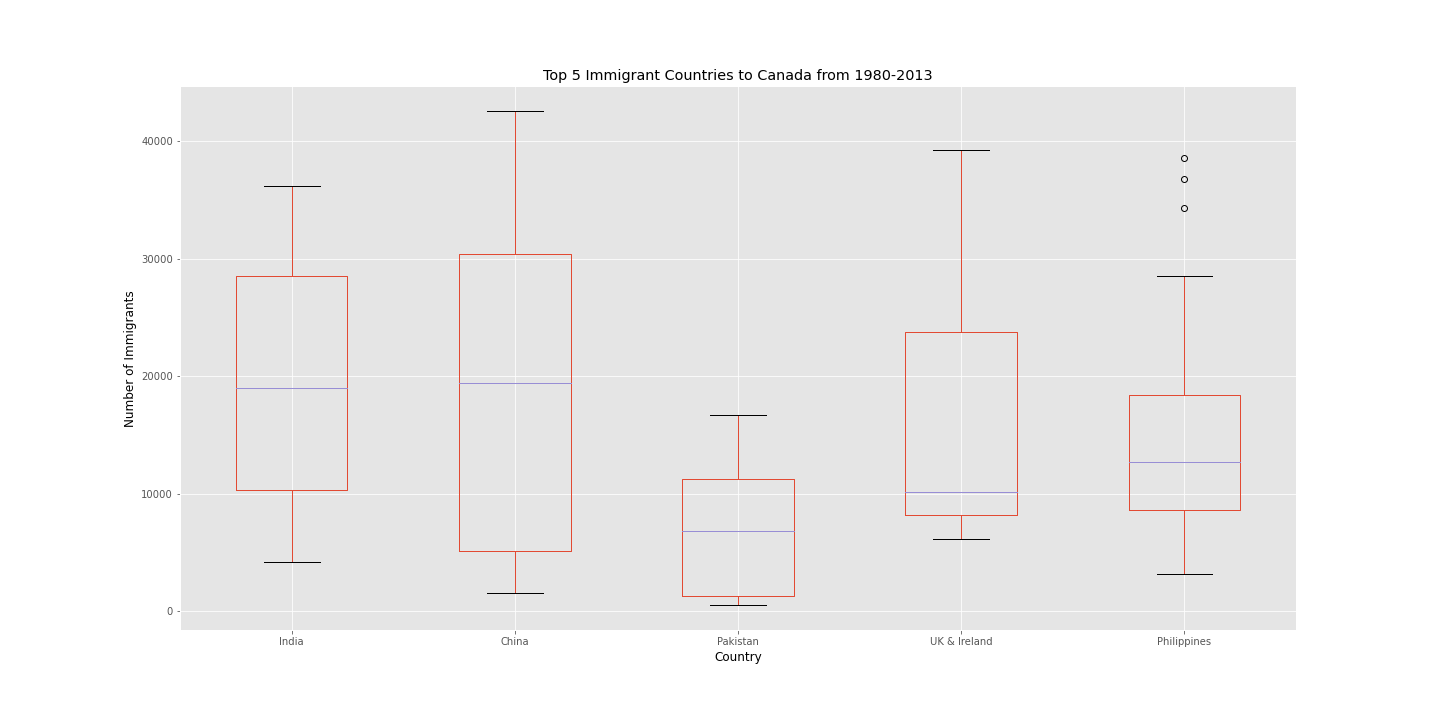 Top 5 Immigrant Countries to Canada from 1980-2013
Number of Immigrants
40000
30000
20000
10000
0
India China Pakistan UK & Ireland Philippines
Country